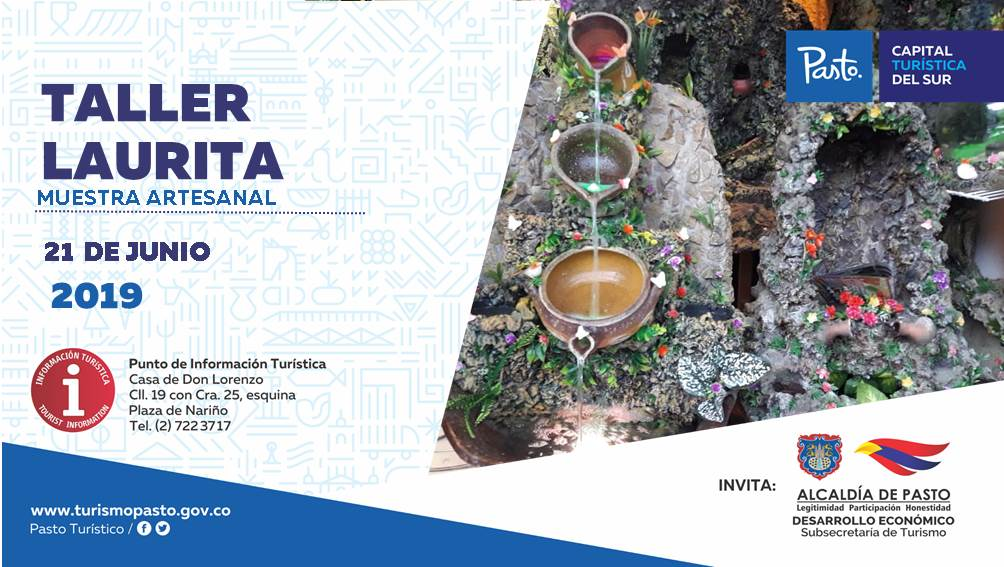 TALLER
LAURITA
MUESTRA ARTESANAL
21 DE JUNIO
2019
INFORMACIÓN TURÍSTICA
i
TOURIST INFORMATION
Punto de Información Turística
Casa de Don Lorenzo
Cll. 19 con Cra. 25, esquina
Plaza de Nariño
Tel. (2) 7223717
www.turismopasto.gov.co
Pasto Turístico /
Pasto.
CAPITAL
TURÍSTICA
DEL SUR
INVITA:
ALCALDÍA DE PASTO
Legitimidad Participación Honestidad
DESARROLLO ECONÓMICO
Subsecretaría de Turismo